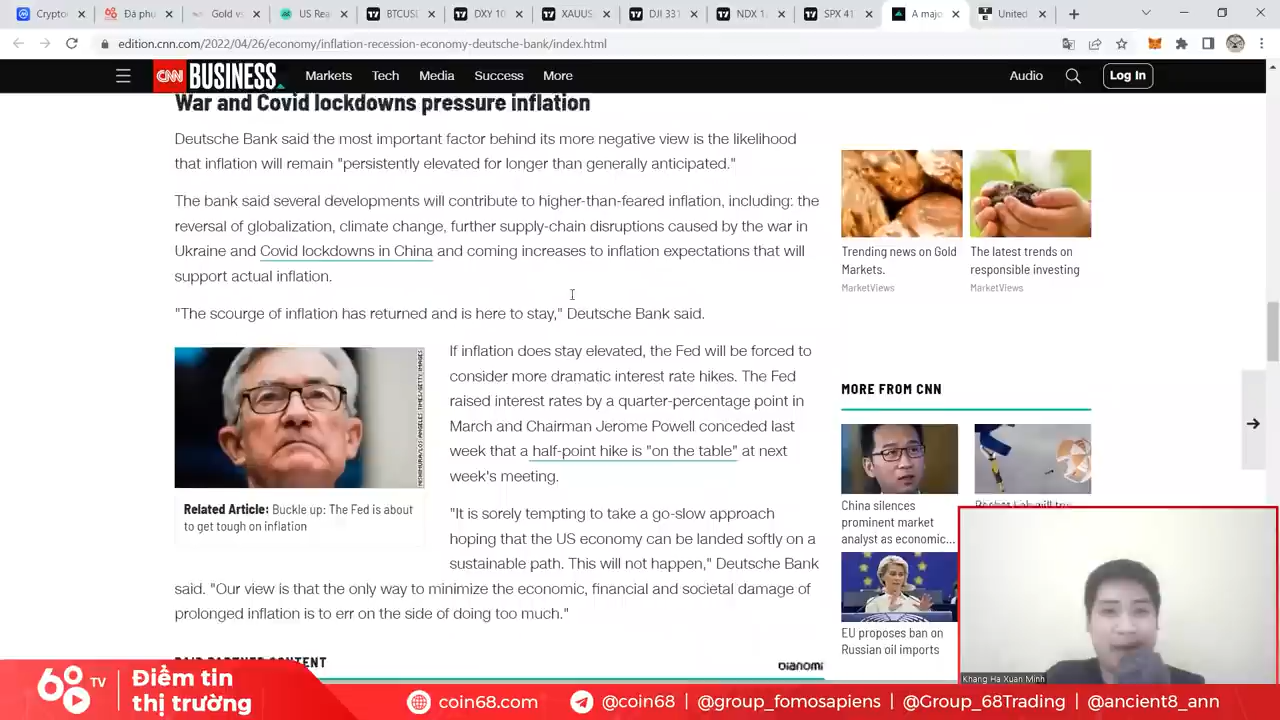 Crypto
Đá phu
Gold vs
US Rea
BTCUSD
DXY 10
XAUUS
DJI 331
NDX 1
SPX 41
A majo
United
edition.cnn.com/2022/04/26/economy/inflation-recession-economy-deutsche-bank/index.html
CNN BUSINESS
Markets
Tech
Media
Success
More
Audio
Log In
War and Covid lockdowns pressure inflation
Deutsche Bank said the most important factor behind its more negative view is the likelihood
that inflation will remain "persistently elevated for longer than generally anticipated."
The bank said several developments will contribute to higher-than-feared inflation, including: the
reversal of globalization, climate change, further supply-chain disruptions caused by the war in
Ukraine and Covid lockdowns in China and coming increases to inflation expectations that will
support actual inflation.
"The scourge of inflation has returned and is here to stay," Deutsche Bank said.
If inflation does stay elevated, the Fed will be forced to
consider more dramatic interest rate hikes. The Fed
raised interest rates by a quarter-percentage point in
March and Chairman Jerome Powell conceded last
week that a half-point hike is "on the table" at next
week's meeting.
Related Article: Buckle up: The Fed is about
to get tough on inflation
"It is sorely tempting to take a go-slow approach
hoping that the US economy can be landed softly on a
sustainable path. This will not happen," Deutsche Bank
said. "Our view is that the only way to minimize the economic, financial and societal damage of
prolonged inflation is to err on the side of doing too much."
Trending news on Gold
Markets.
MarketViews
The latest trends on
responsible investing
MarketViews
MORE FROM CNN
China silences
prominent market
analyst as economic...
EU proposes ban on
Russian oil imports
Khang Ha Xuan Minh
68 TV
Điểm tin
thị trường
coin68.com
@coin68 | @group_fomosapiens | @Group_68Trading | @ancient8_ann